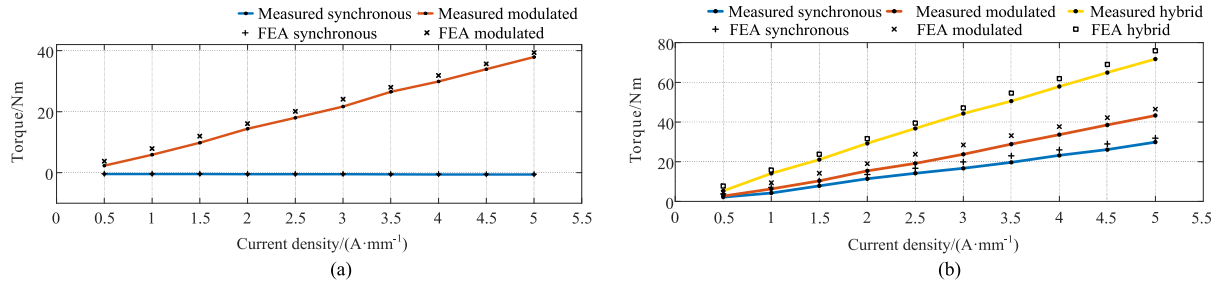 Measured synchronous Measured modulated
FEA synchronous FEA modulated
40
20
0
Torque/Nm
0 0.5 1 1.5 2 2.5 3 3.5 4 4.5 5 5.5
Current density/(A·mm⁻¹)
(a)
Measured synchronous Measured modulated Measured hybrid
FEA synchronous FEA modulated FEA hybrid
80
60
40
20
0
Torque/Nm
0 0.5 1 1.5 2 2.5 3 3.5 4 4.5 5 5.5
Current density/(A·mm⁻¹)
(b)